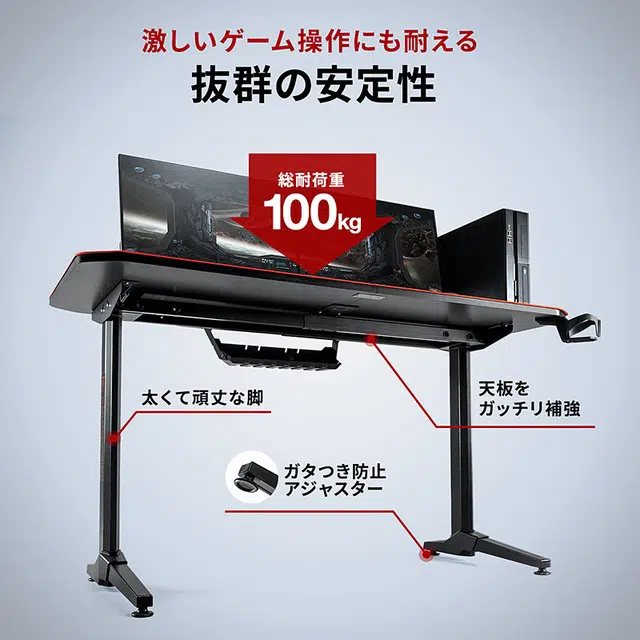 激しいゲーム操作にも耐える
抜群の安定性
総耐荷重
100kg
太くて頑丈な脚
天板を
ガッチリ補強
ガタつき防止
アジャスター